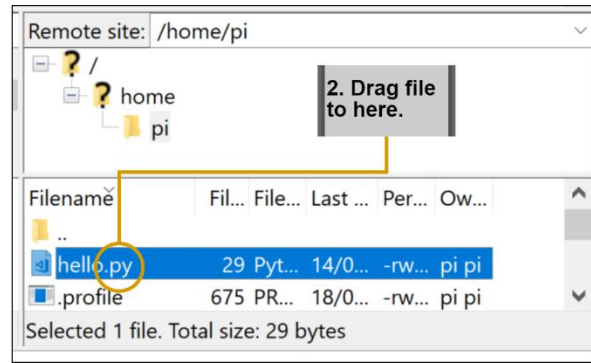 Remote site: /home/pi
/
home
pi
2. Drag file
to here.
Filename Fil... File... Last ... Per... Ow...
..
hello.py 29 Pyt... 14/0... -rw... pi pi
.profile 675 PR... 18/0... -rw... pi pi
Selected 1 file. Total size: 29 bytes